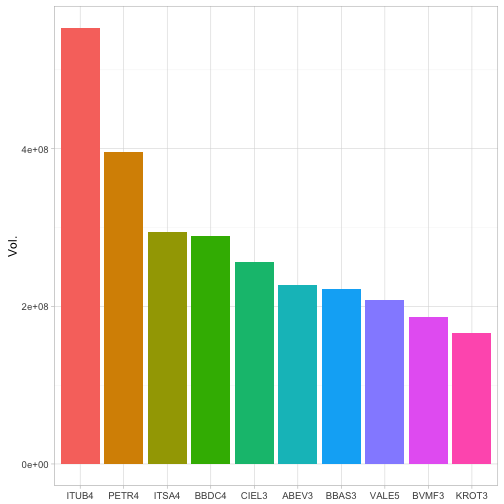 Vol.
4e+08
2e+08
0e+00
ITUB4 PETR4 ITSA4 BBDC4 CIEL3 ABEV3 BBAS3 VALE5 BVMF3 KROT3